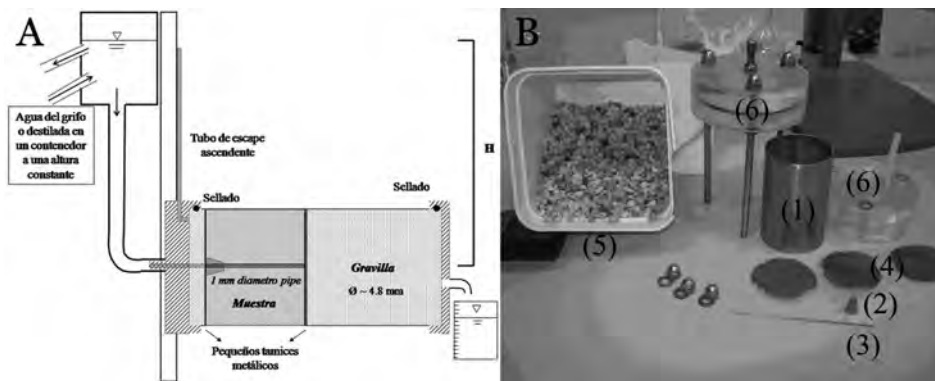 A
Agua del grifo
o destilada en
un contenedor
a una altura
constante
Tubo de escape
ascendente
H
Sellado
Sellado
1 mm diametro pipe
Muestra
Gravilla
Ø ~ 4.8 mm
Pequeños tamices
metálicos
B
(6)
(1)
(6)
(5)
(4)
(2)
(3)